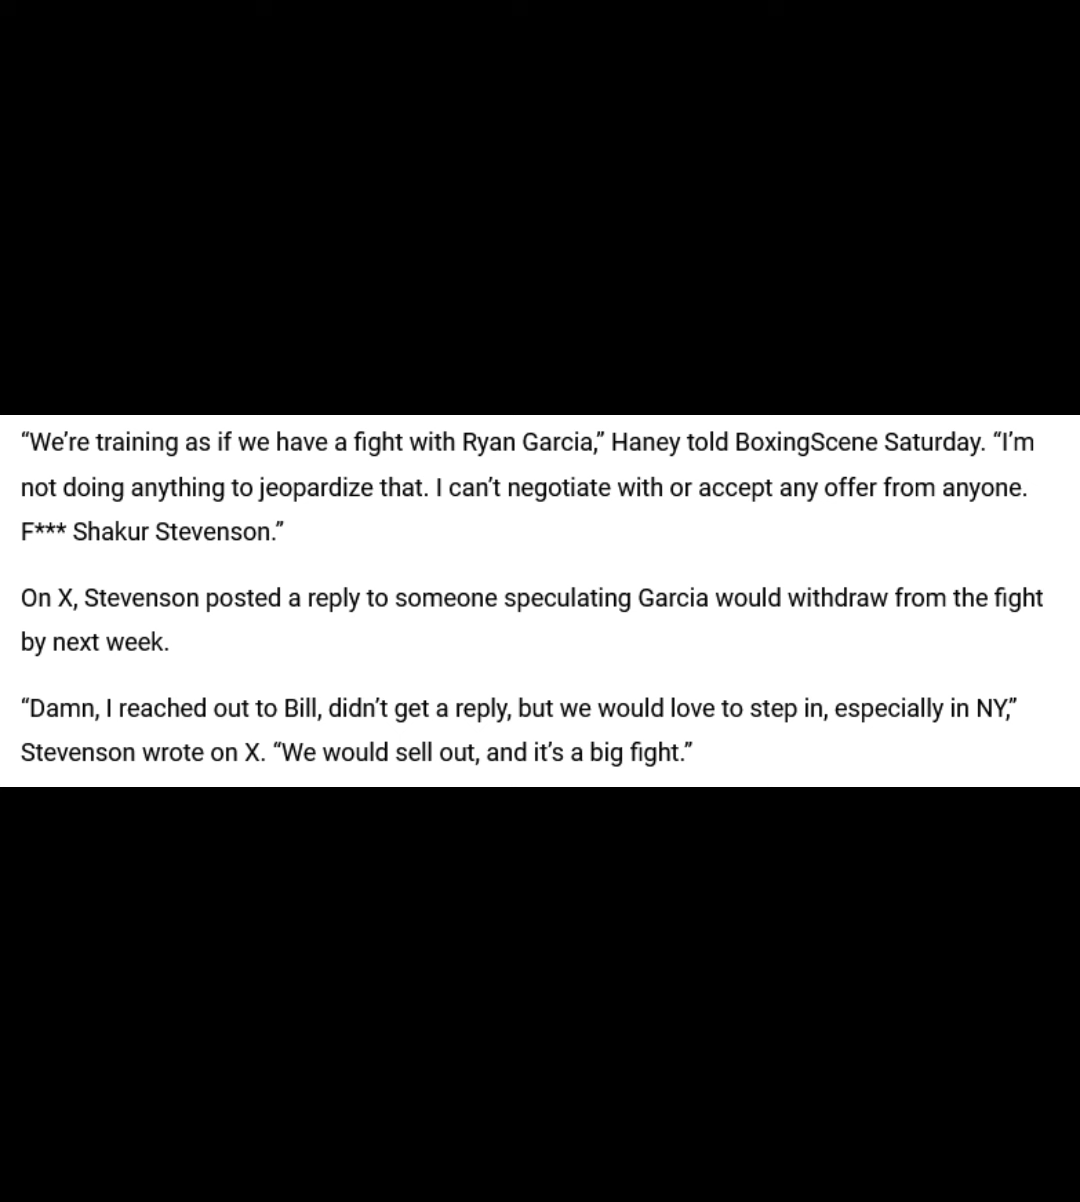 “We’re training as if we have a fight with Ryan Garcia,” Haney told BoxingScene Saturday. “I’m
not doing anything to jeopardize that. I can’t negotiate with or accept any offer from anyone.
F*** Shakur Stevenson.”
On X, Stevenson posted a reply to someone speculating Garcia would withdraw from the fight
by next week.
“Damn, I reached out to Bill, didn’t get a reply, but we would love to step in, especially in NY,”
Stevenson wrote on X. “We would sell out, and it’s a big fight.”